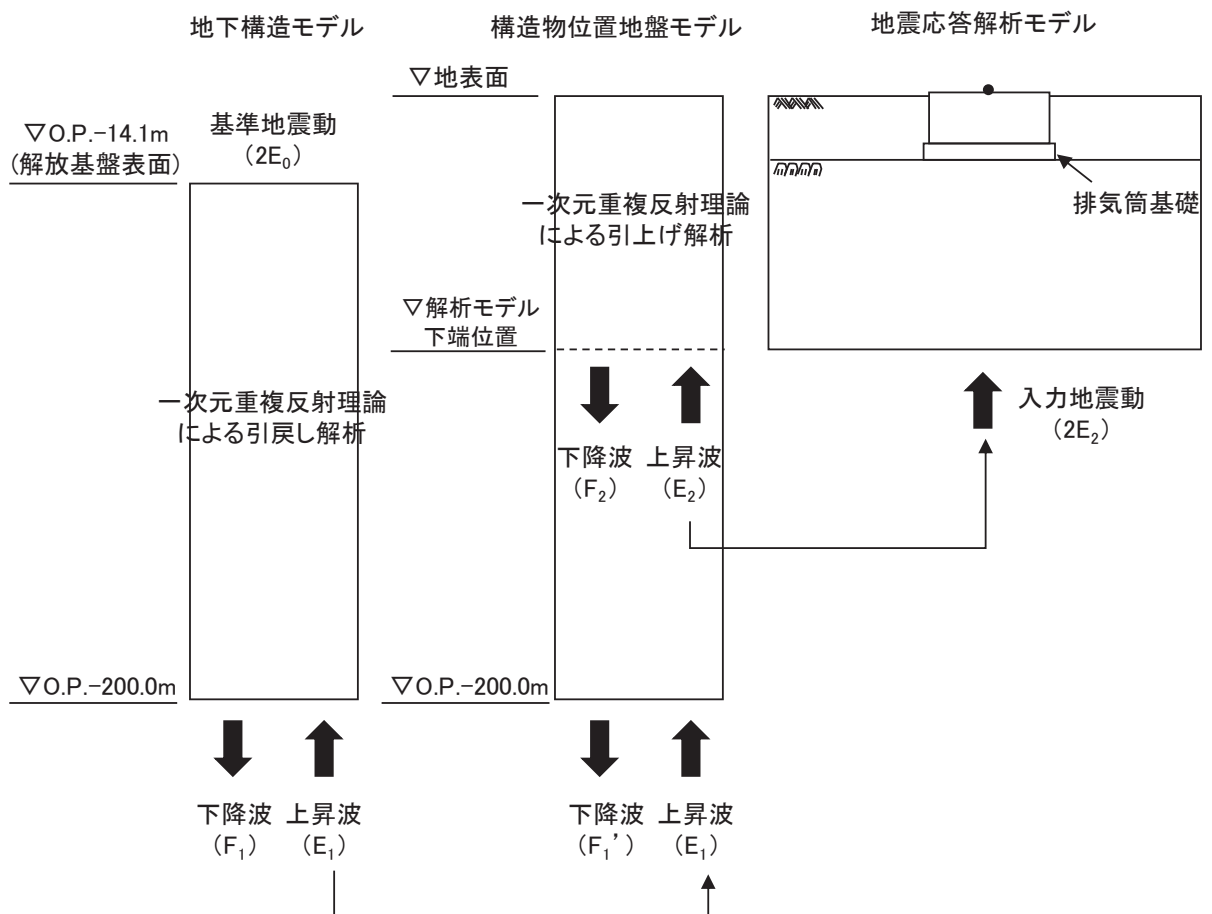 地下構造モデル
▽O.P.-14.1m
(解放基盤表面)
基準地震動
(2E₀)
一次元重複反射理論
による引戻し解析
▽O.P.-200.0m
下降波
(F₁)
上昇波
(E₁)
構造物位置地盤モデル
▽地表面
一次元重複反射理論
による引上げ解析
▽解析モデル
下端位置
下降波
(F₂)
上昇波
(E₂)
▽O.P.-200.0m
下降波
(F₁’)
上昇波
(E₁)
地震応答解析モデル
排気筒基礎
入力地震動
(2E₂)